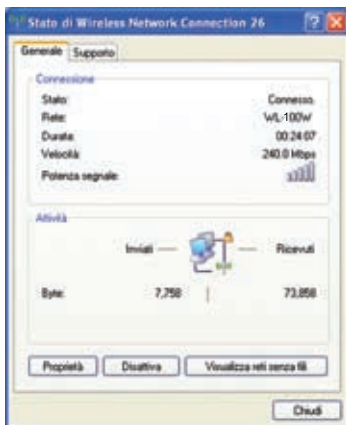 Stato di Wireless Network Connection 26
Generale Supporto
Connessione
Stato: Connesso
Rete: WL-100W
Durata: 00:24:07
Velocità: 240.0 Mbps
Potenza segnale:
Attività
Inviati — Ricevuti
Byte: 7,758 73,858
Proprietà Disattiva Visualizza reti senza fili
Chiudi